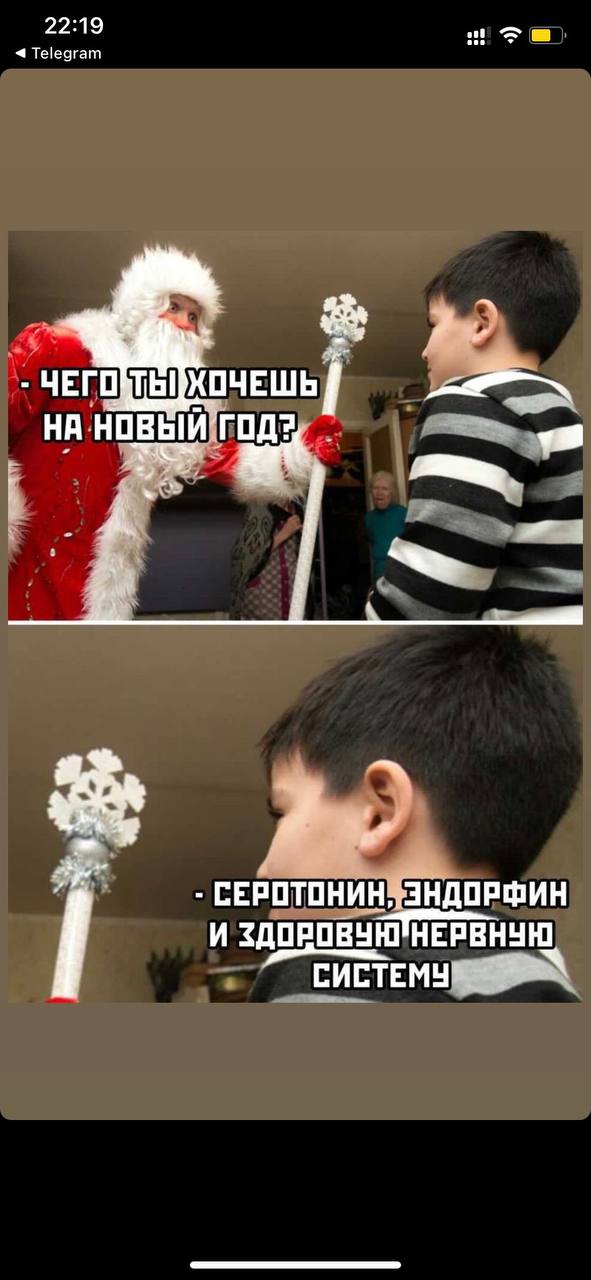 22:19
◀ Telegram
- ЧЕГО ТЫ ХОЧЕШЬ
НА НОВЫЙ ГОД?
- СЕРОТОНИН, ЭНДОРФИН
И ЗДОРОВУЮ НЕРВНУЮ
СИСТЕМУ